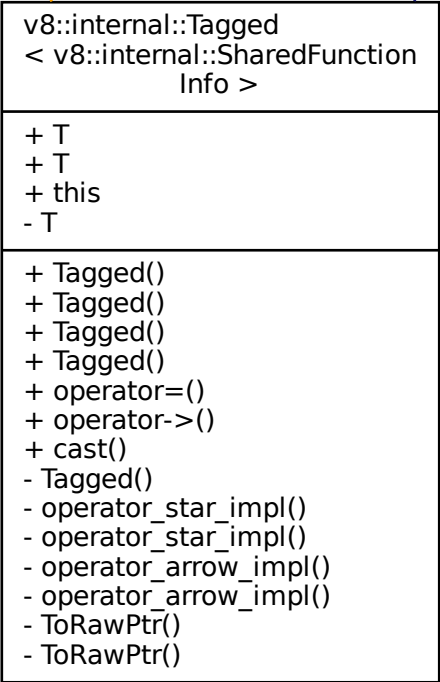 v8::internal::Tagged
< v8::internal::SharedFunction
Info >
+ T
+ T
+ this
- T
+ Tagged()
+ Tagged()
+ Tagged()
+ Tagged()
+ operator=()
+ operator->()
+ cast()
- Tagged()
- operator_star_impl()
- operator_star_impl()
- operator_arrow_impl()
- operator_arrow_impl()
- ToRawPtr()
- ToRawPtr()